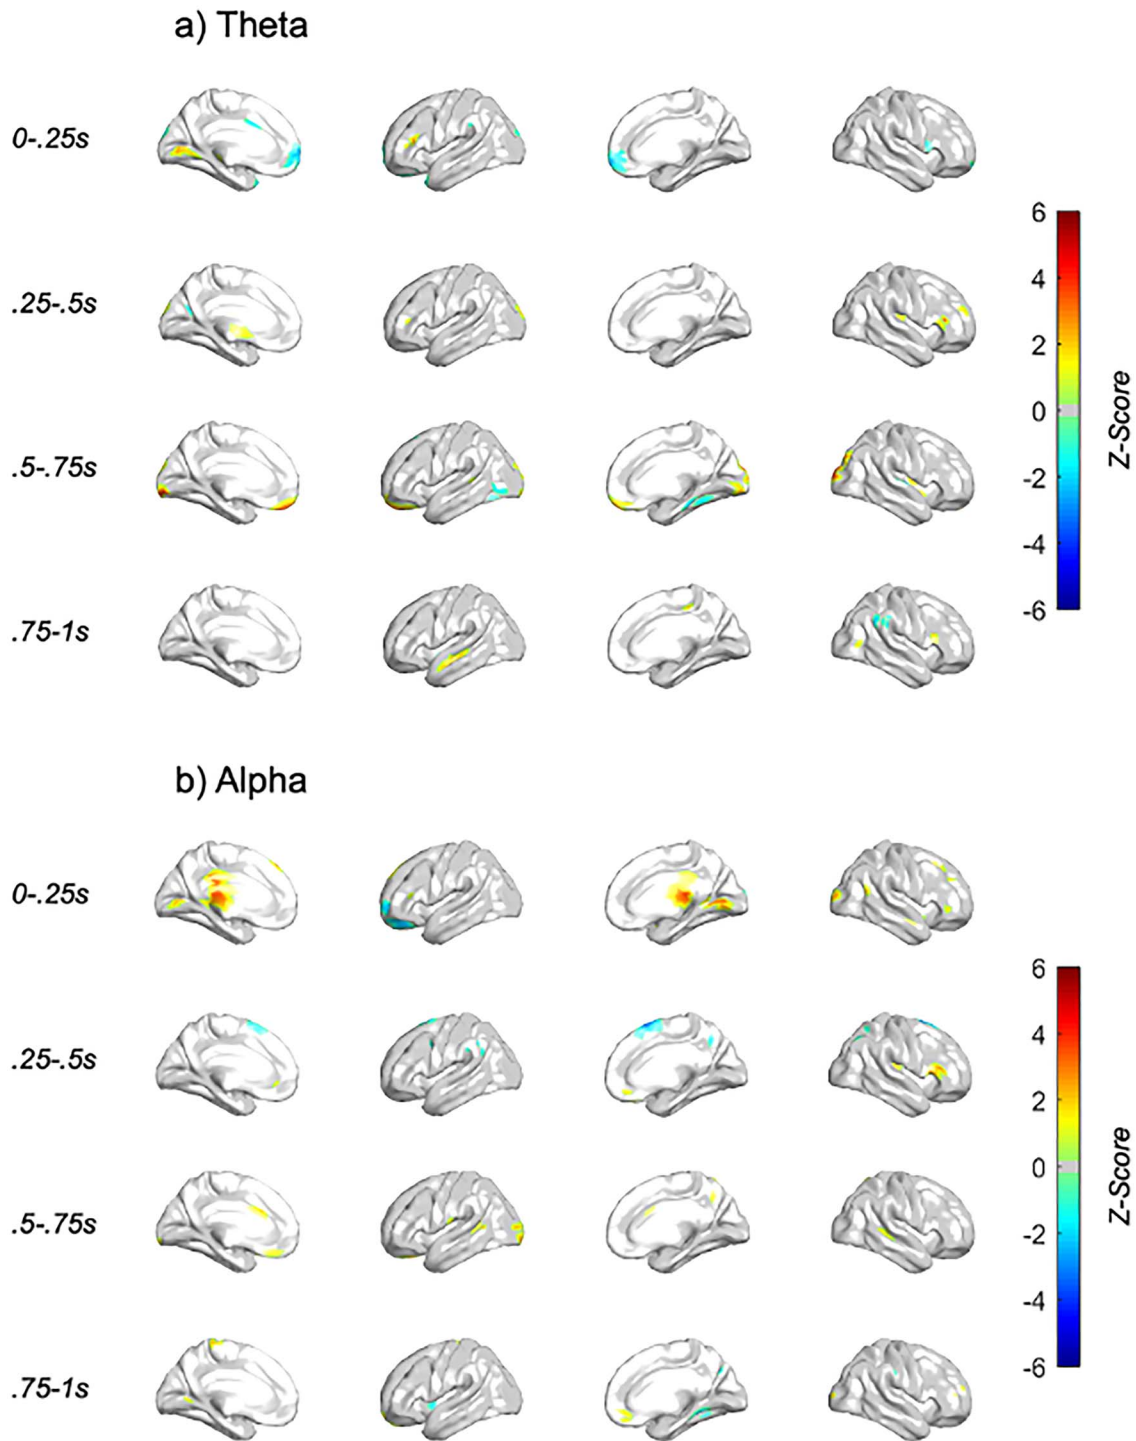 a) Theta
0-.25s
.25-.5s
.5-.75s
.75-1s
6
4
2
0
-2
-4
-6
Z-Score
b) Alpha
0-.25s
.25-.5s
.5-.75s
.75-1s
6
4
2
0
-2
-4
-6
Z-Score